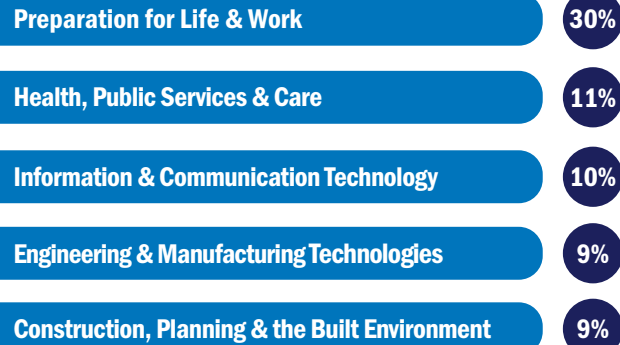 Preparation for Life & Work 30%
Health, Public Services & Care 11%
Information & Communication Technology 10%
Engineering & Manufacturing Technologies 9%
Construction, Planning & the Built Environment 9%